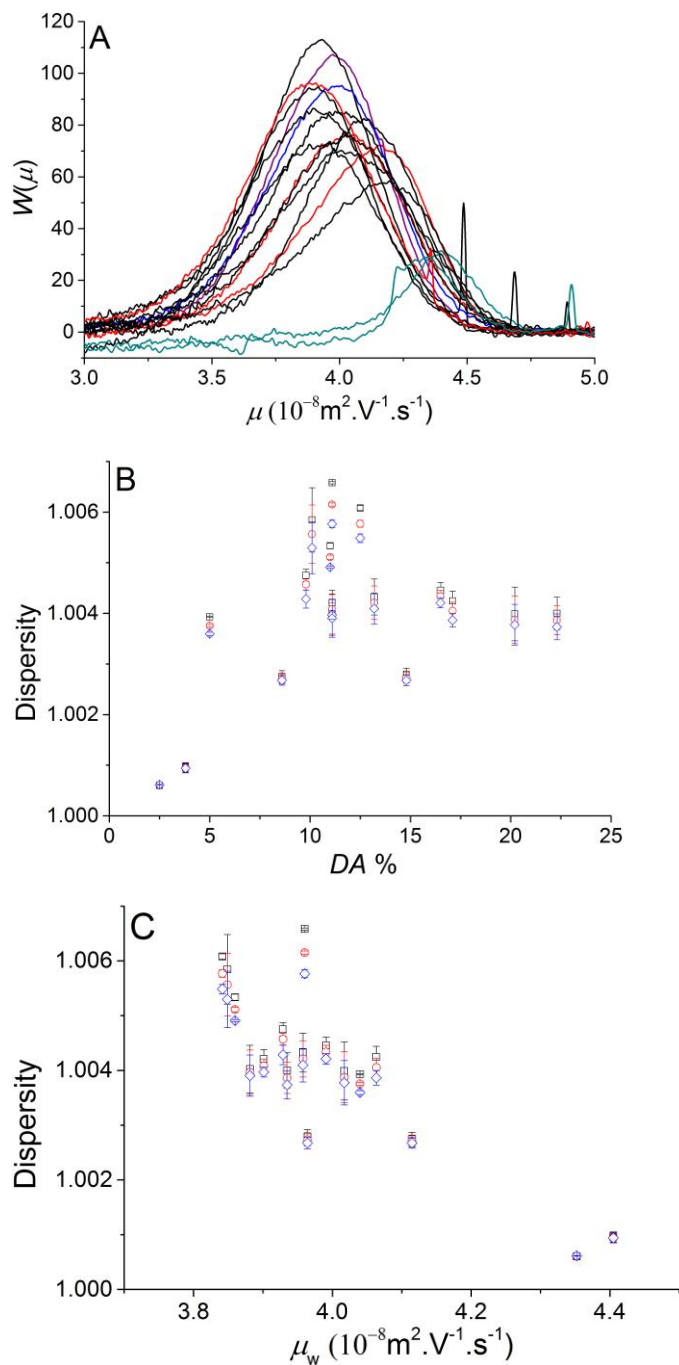 A
120
100
80
60
40
20
0
W(μ)
3.0 3.5 4.0 4.5 5.0
μ (10⁻⁸m².V⁻¹.s⁻¹)
B
1.006
1.004
1.002
1.000
Dispersity
0 5 10 15 20 25
DA %
C
1.006
1.004
1.002
1.000
Dispersity
3.8 4.0 4.2 4.4
μw (10⁻⁸m².V⁻¹.s⁻¹)